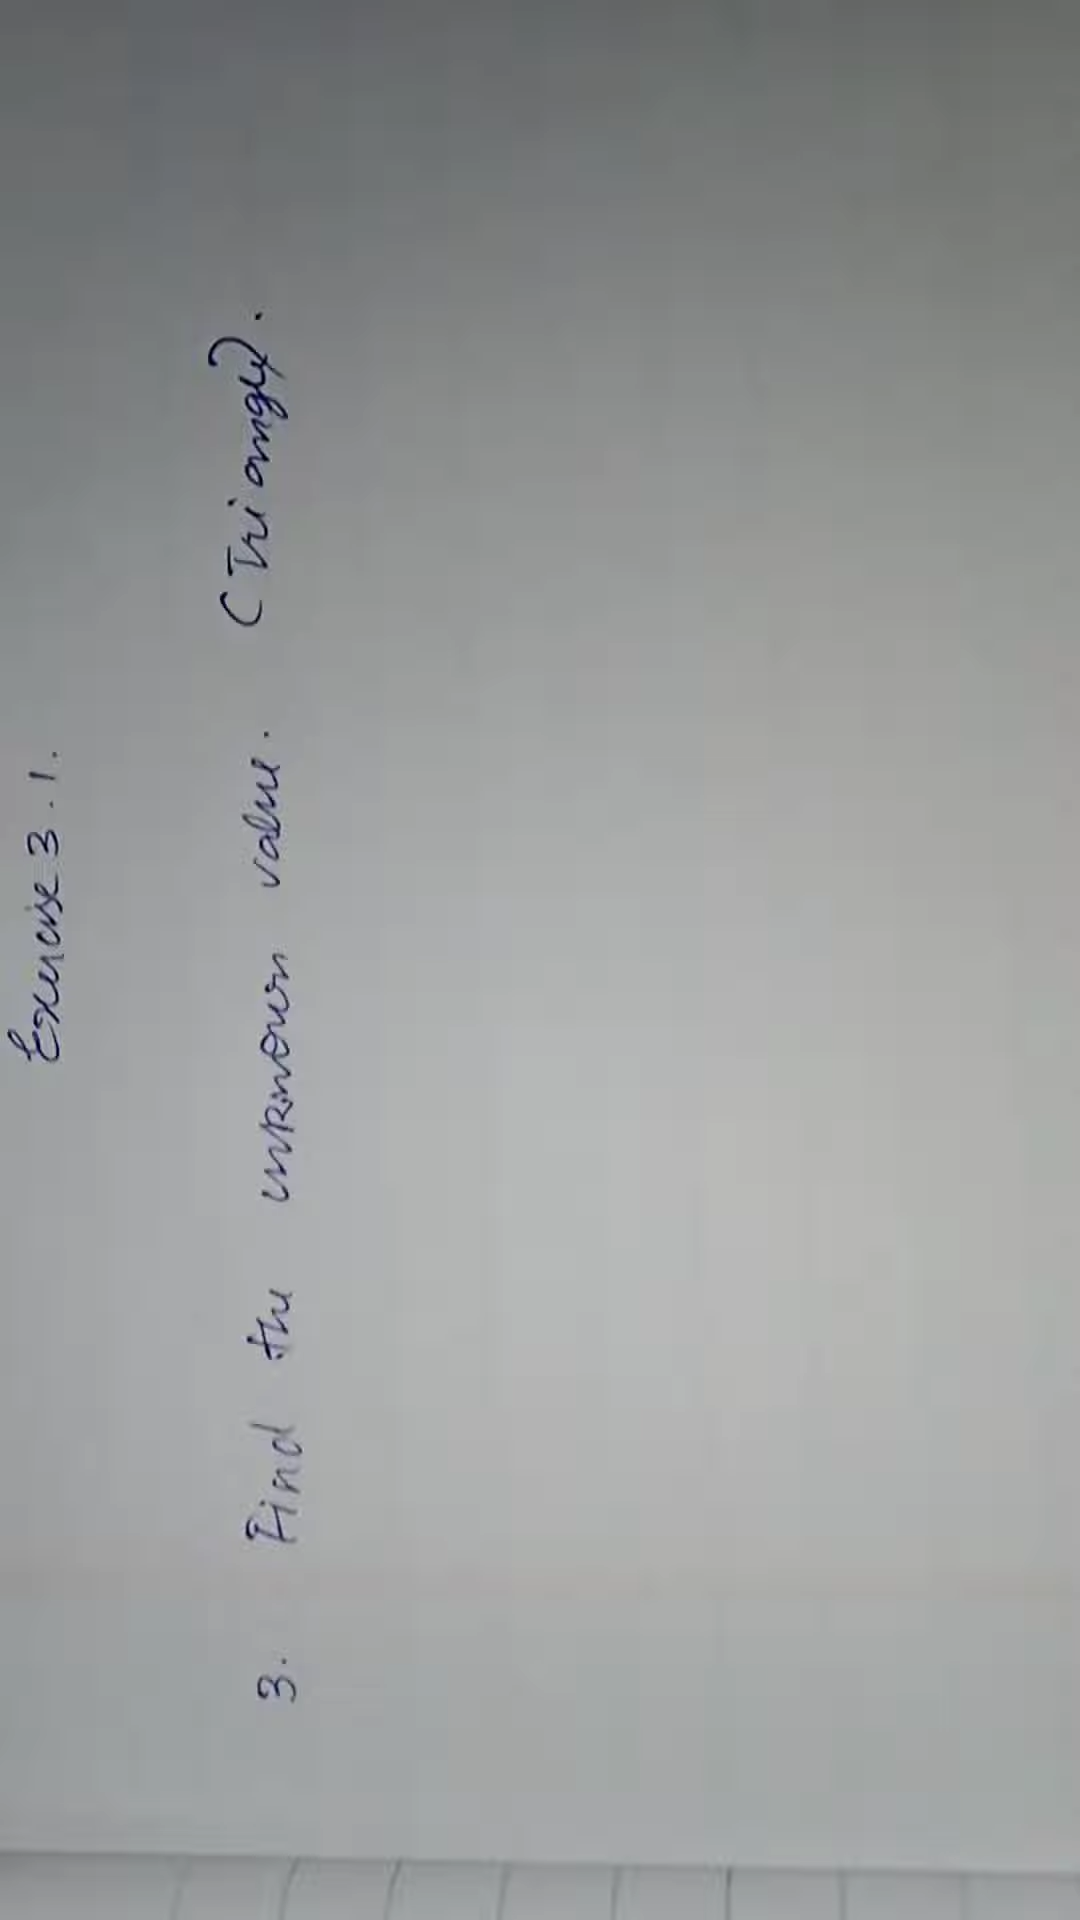 Exercise 3.1.
3. Find the unknown value. (Triangle).